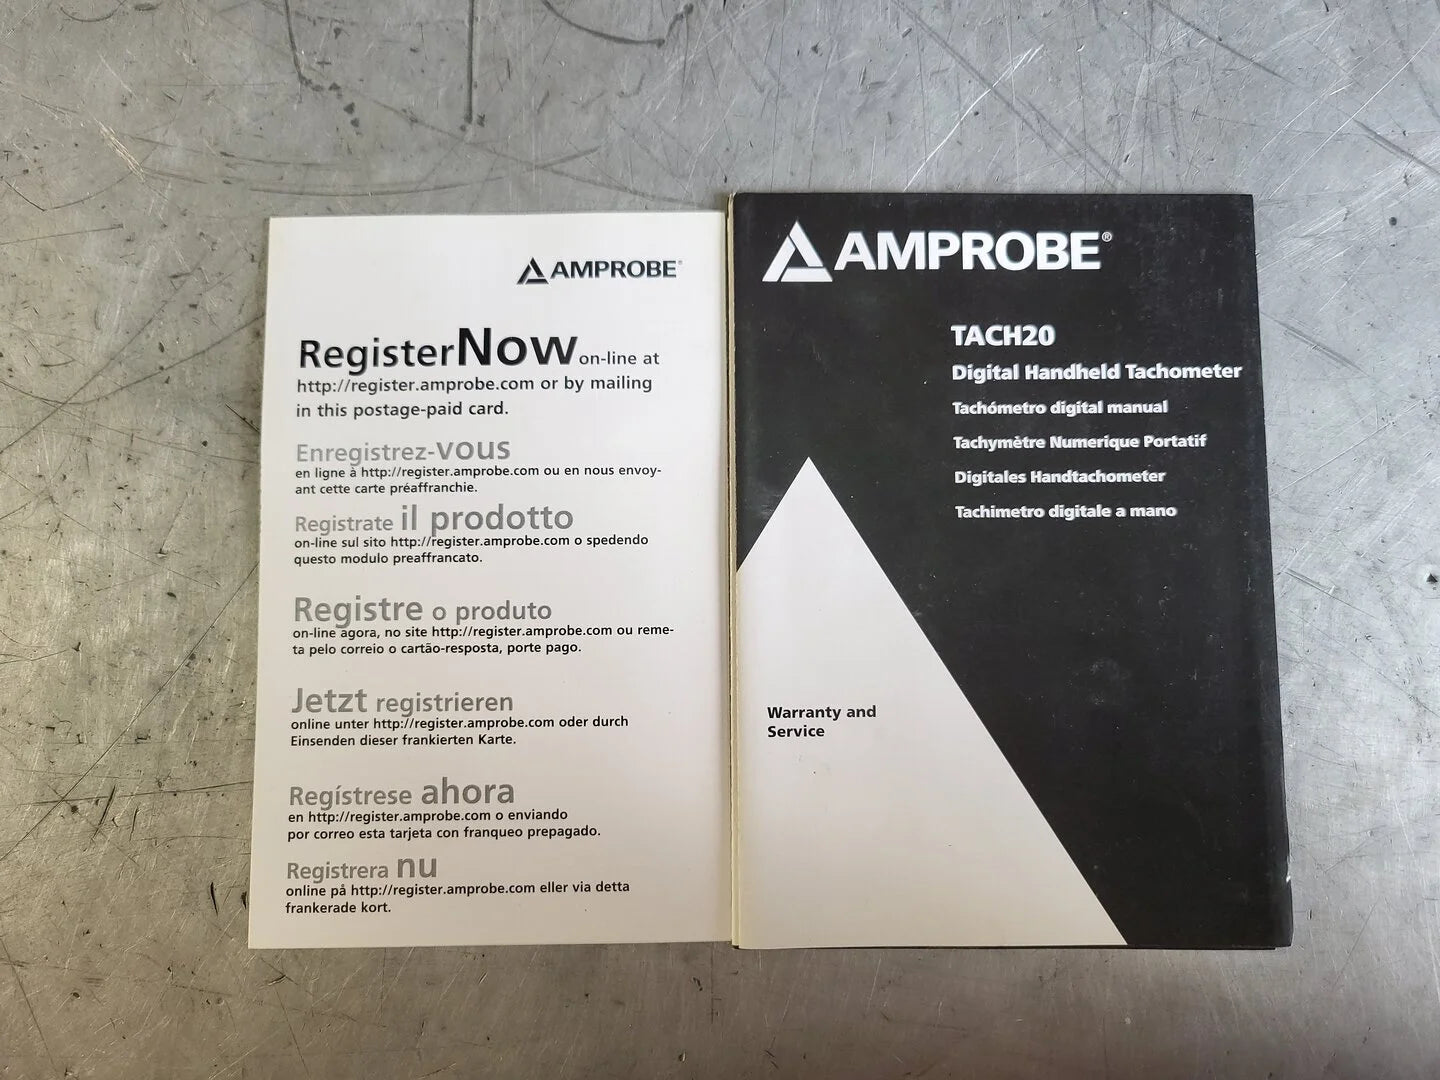 AMPROBE®
RegisterNow on-line at
http://register.amprobe.com or by mailing
in this postage-paid card.
Enregistrez-vous
en ligne à http://register.amprobe.com ou en nous envoy-
ant cette carte préaffranchie.
Registrate il prodotto
on-line sul sito http://register.amprobe.com o spedendo
questo modulo preaffrancato.
Registre o produto
on-line agora, no site http://register.amprobe.com ou reme-
ta pelo correio o cartão-resposta, porte pago.
Jetzt registrieren
online unter http://register.amprobe.com oder durch
Einsenden dieser frankierten Karte.
Regístrese ahora
en http://register.amprobe.com o enviando
por correo esta tarjeta con franqueo prepagado.
Registrera nu
online på http://register.amprobe.com eller via detta
frankerade kort.
AMPROBE®
TACH20
Digital Handheld Tachometer
Tachómetro digital manual
Tachymètre Numerique Portatif
Digitales Handtachometer
Tachimetro digitale a mano
Warranty and
Service